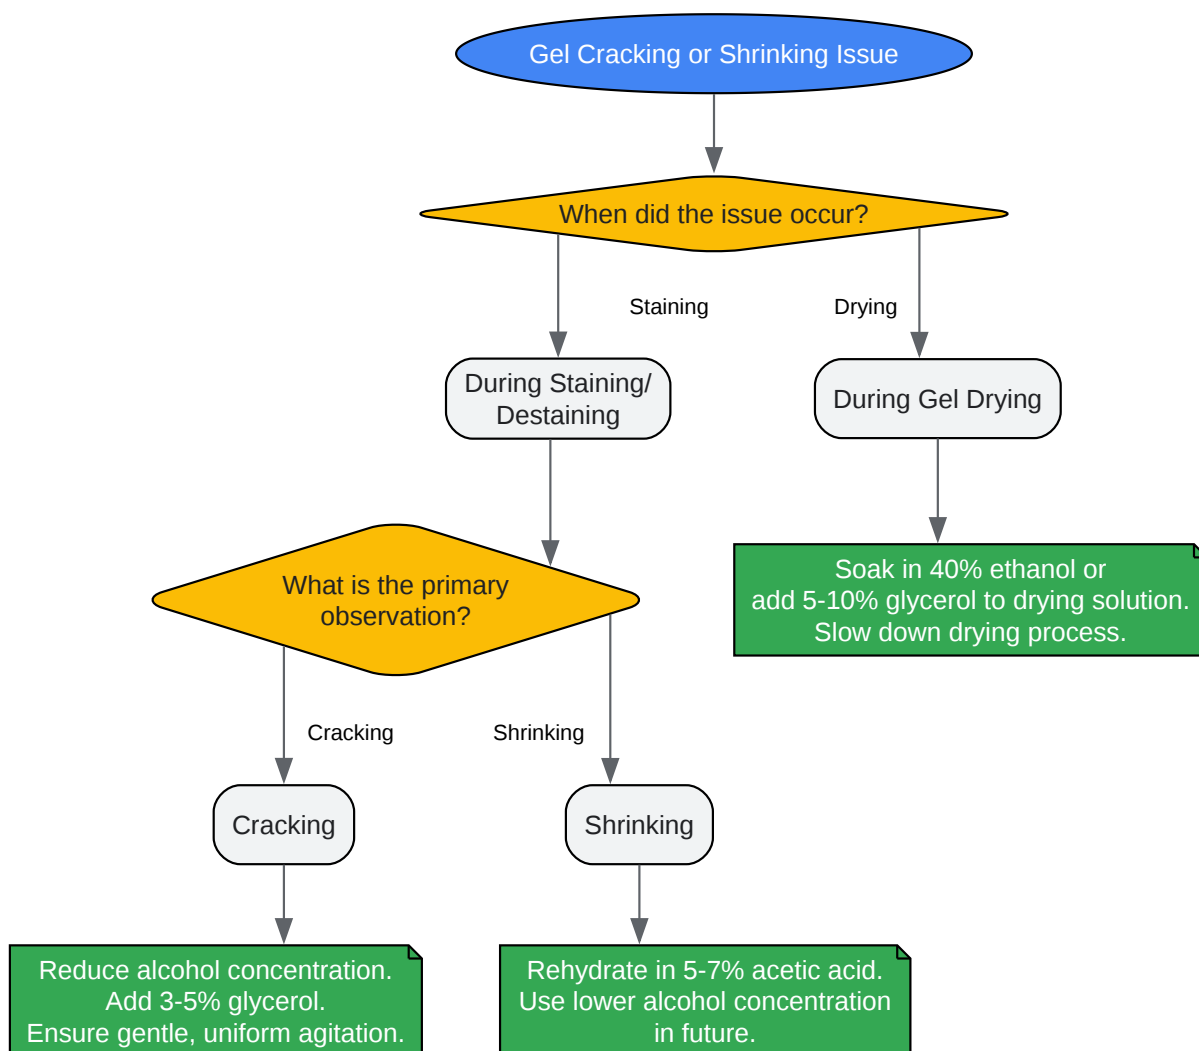 Gel Cracking or Shrinking Issue
When did the issue occur?
Staining
Drying
During Staining/
Destaining
During Gel Drying
What is the primary
observation?
Soak in 40% ethanol or
add 5-10% glycerol to drying solution.
Slow down drying process.
Cracking
Shrinking
Cracking
Shrinking
Reduce alcohol concentration.
Add 3-5% glycerol.
Ensure gentle, uniform agitation.
Rehydrate in 5-7% acetic acid.
Use lower alcohol concentration
in future.